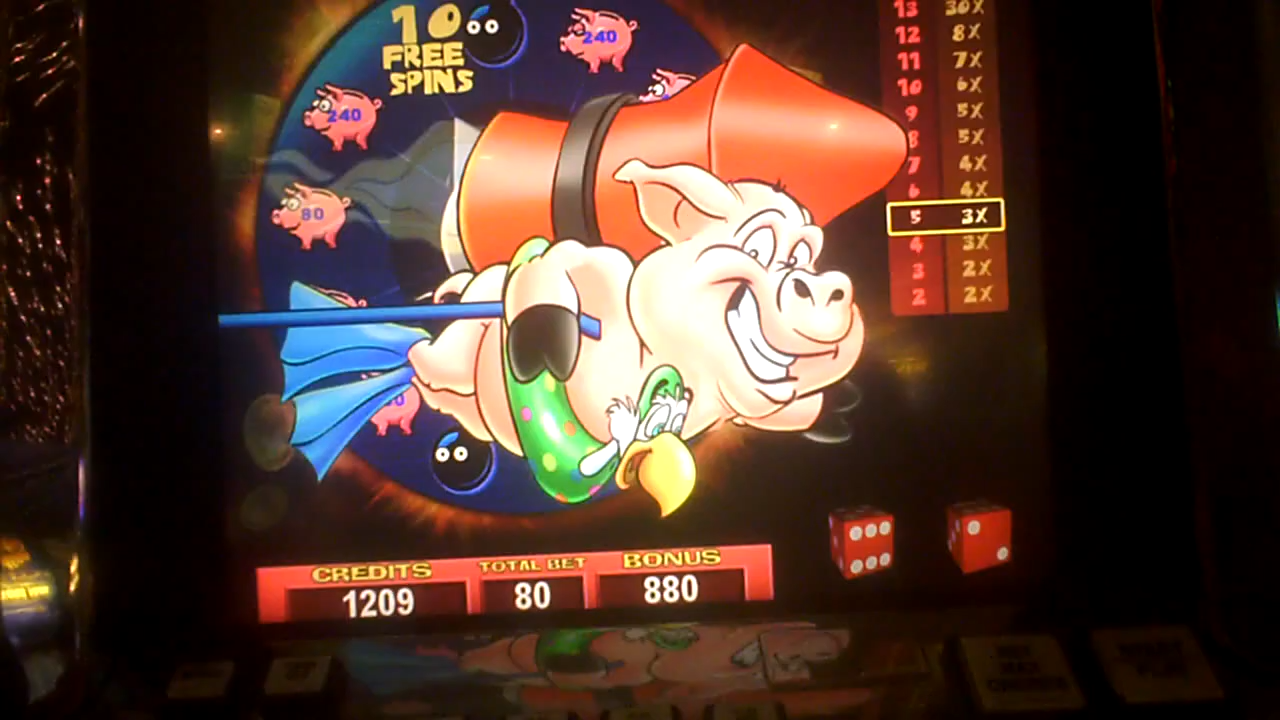 10
FREE
SPINS
240
240
80
13 30X
12 8X
11 7X
10 6X
9 5X
8 5X
7 4X
6 4X
5 3X
4 3X
3 2X
2 2X
CREDITS TOTAL BET BONUS
1209 80 880